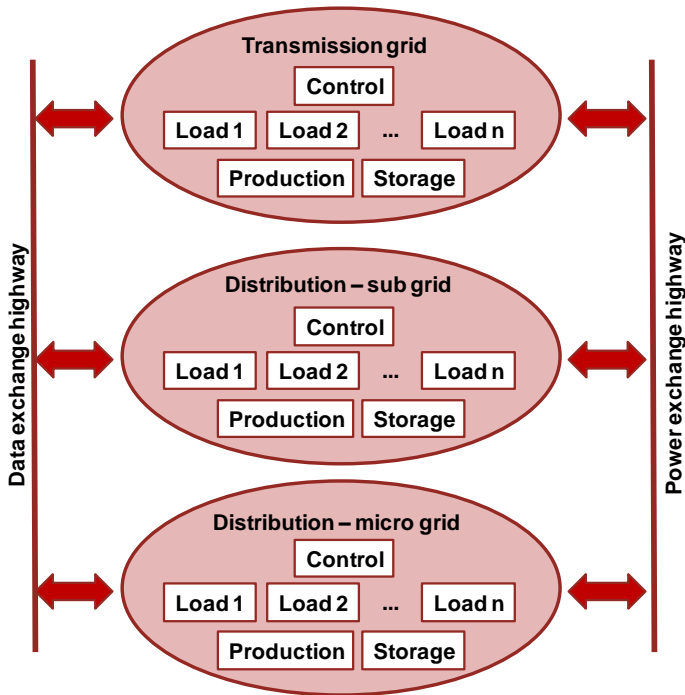 Transmission grid
Control
Load 1 Load 2 ... Load n
Production Storage
Distribution – sub grid
Control
Load 1 Load 2 ... Load n
Production Storage
Distribution – micro grid
Control
Load 1 Load 2 ... Load n
Production Storage
Data exchange highway
Power exchange highway